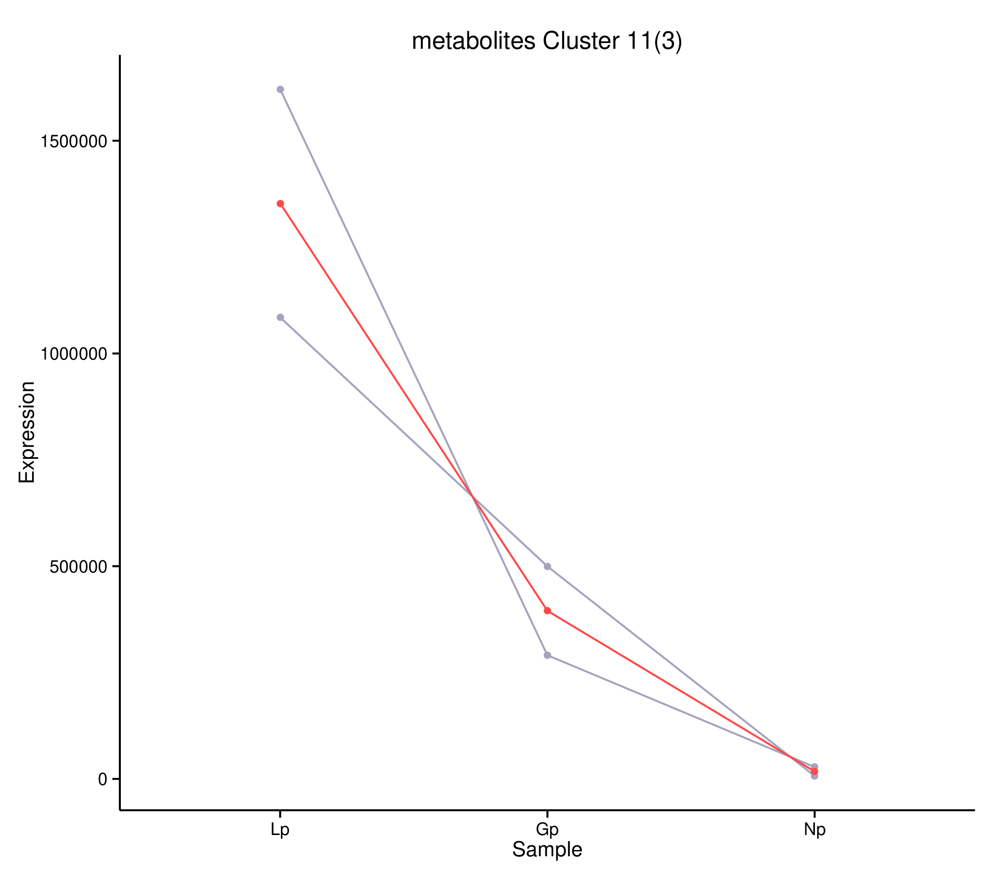 metabolites Cluster 11(3)
Expression
1500000
1000000
500000
0
Lp
Gp
Np
Sample